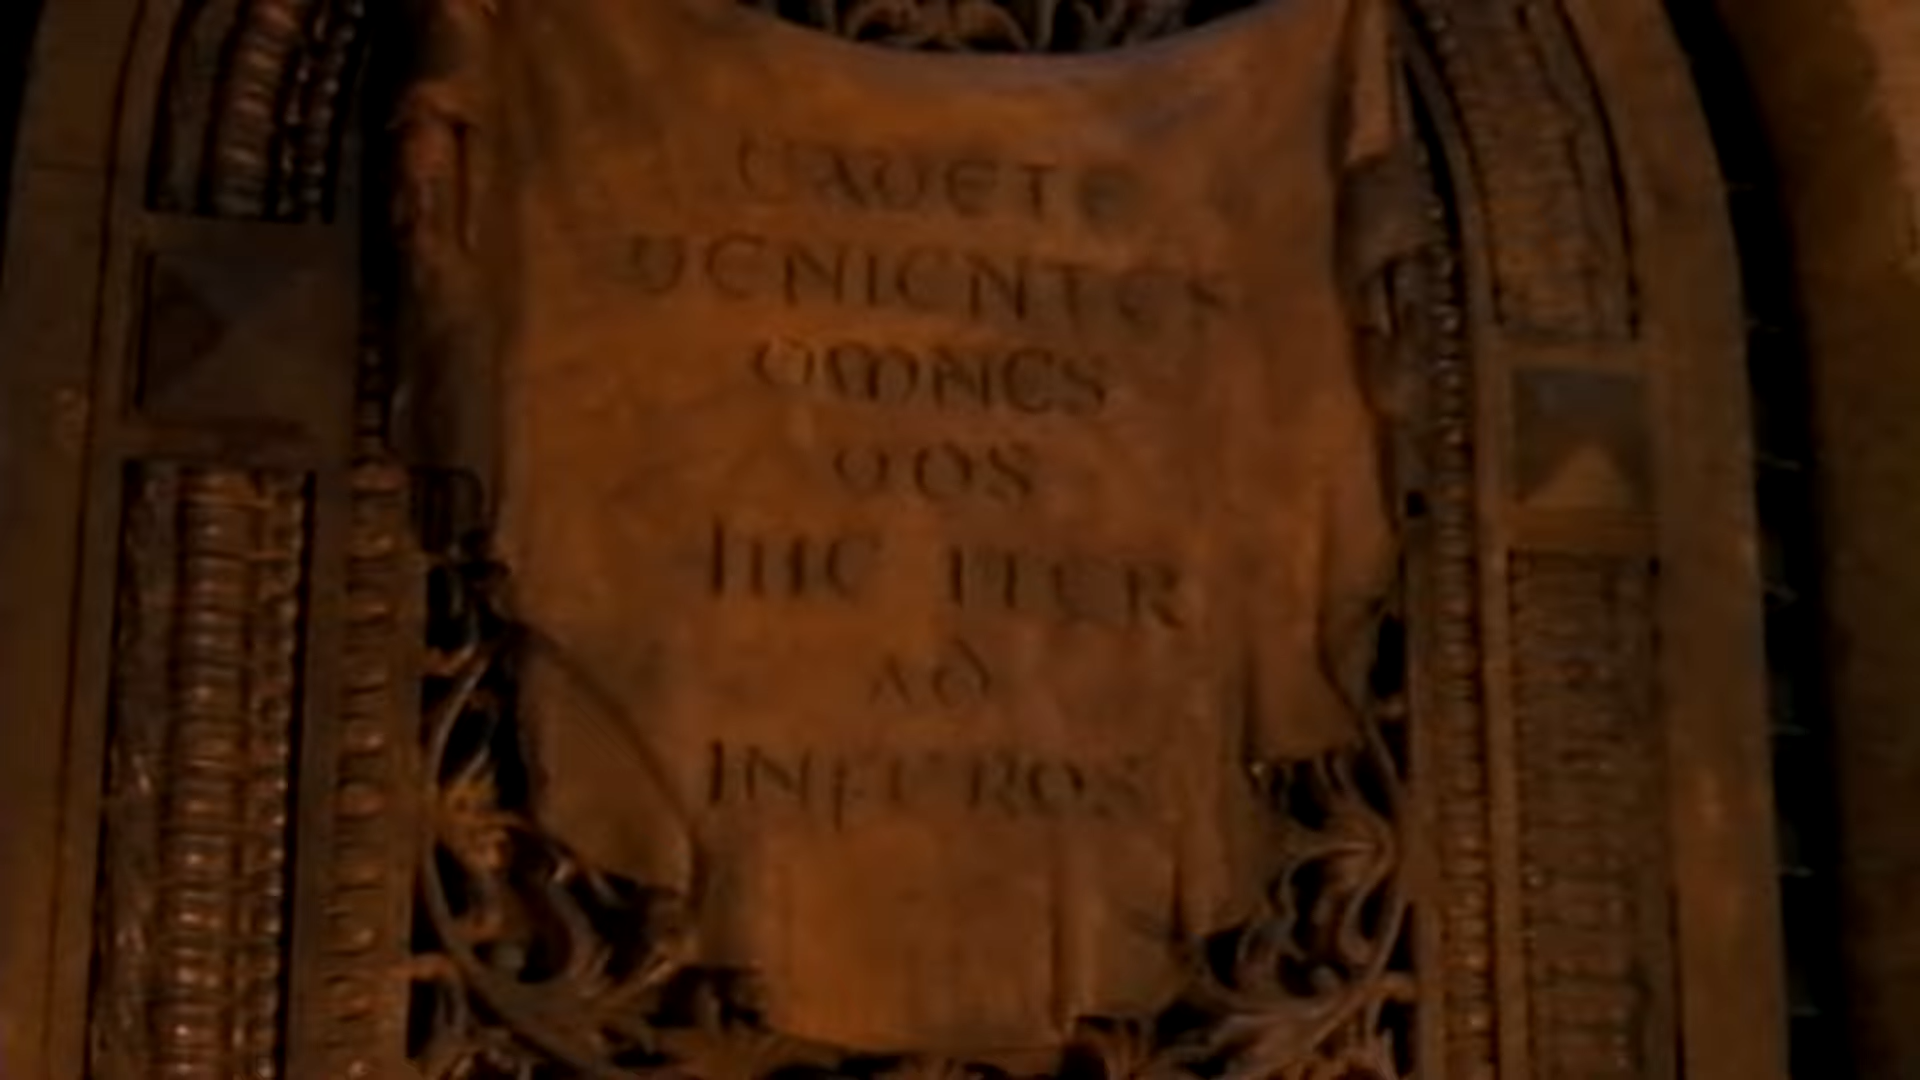 CAUETE
UENIENTES
OMNES
UOS
HIC ITER
AD
INFEROS